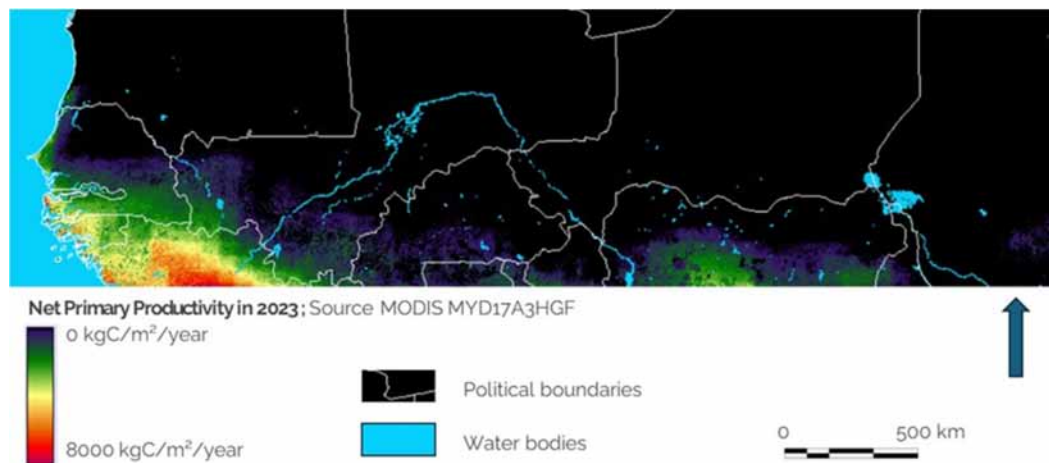 Net Primary Productivity in 2023; Source MODIS MYD17A3HGF
0 kgC/m²/year
8000 kgC/m²/year
Political boundaries
Water bodies
0 500 km